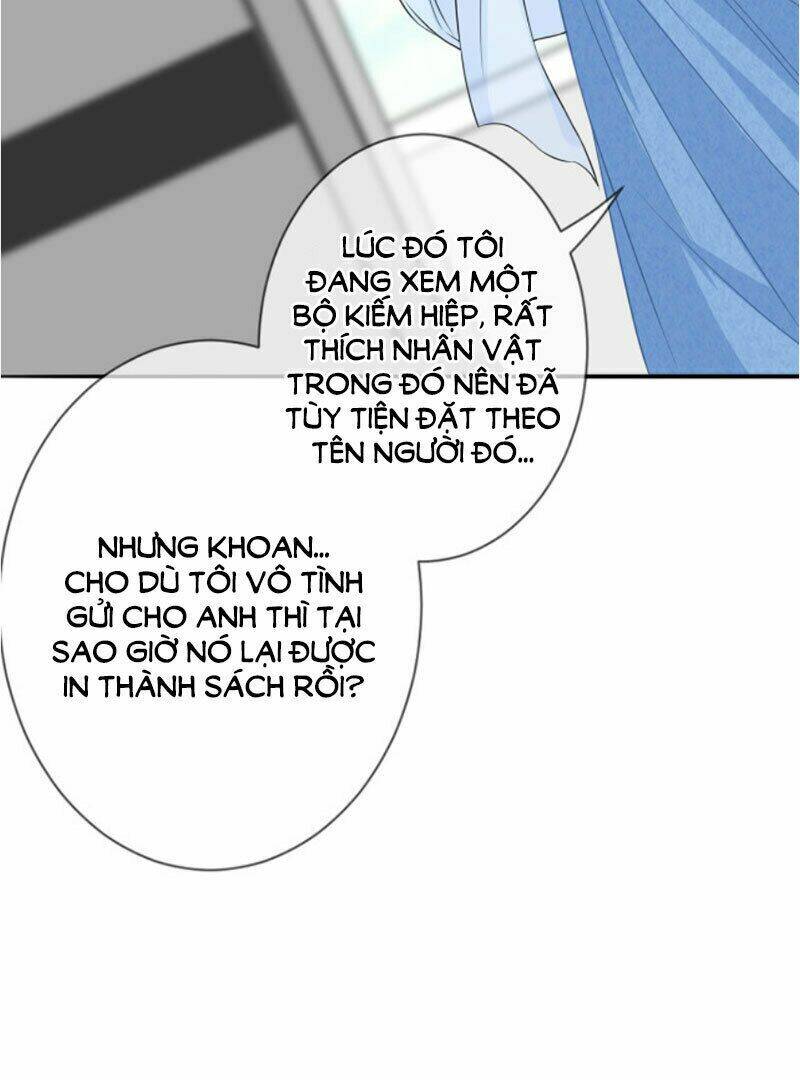 LÚC ĐÓ TÔI
ĐANG XEM MỘT
BỘ KIẾM HIỆP, RẤT
THÍCH NHÂN VẬT
TRONG ĐÓ NÊN ĐÃ
TÙY TIỆN ĐẶT THEO
TÊN NGƯỜI ĐÓ...
NHƯNG KHOAN...
CHO DÙ TÔI VÔ TÌNH
GỬI CHO ANH THÌ TẠI
SAO GIỜ NÓ LẠI ĐƯỢC
IN THÀNH SÁCH RỒI?